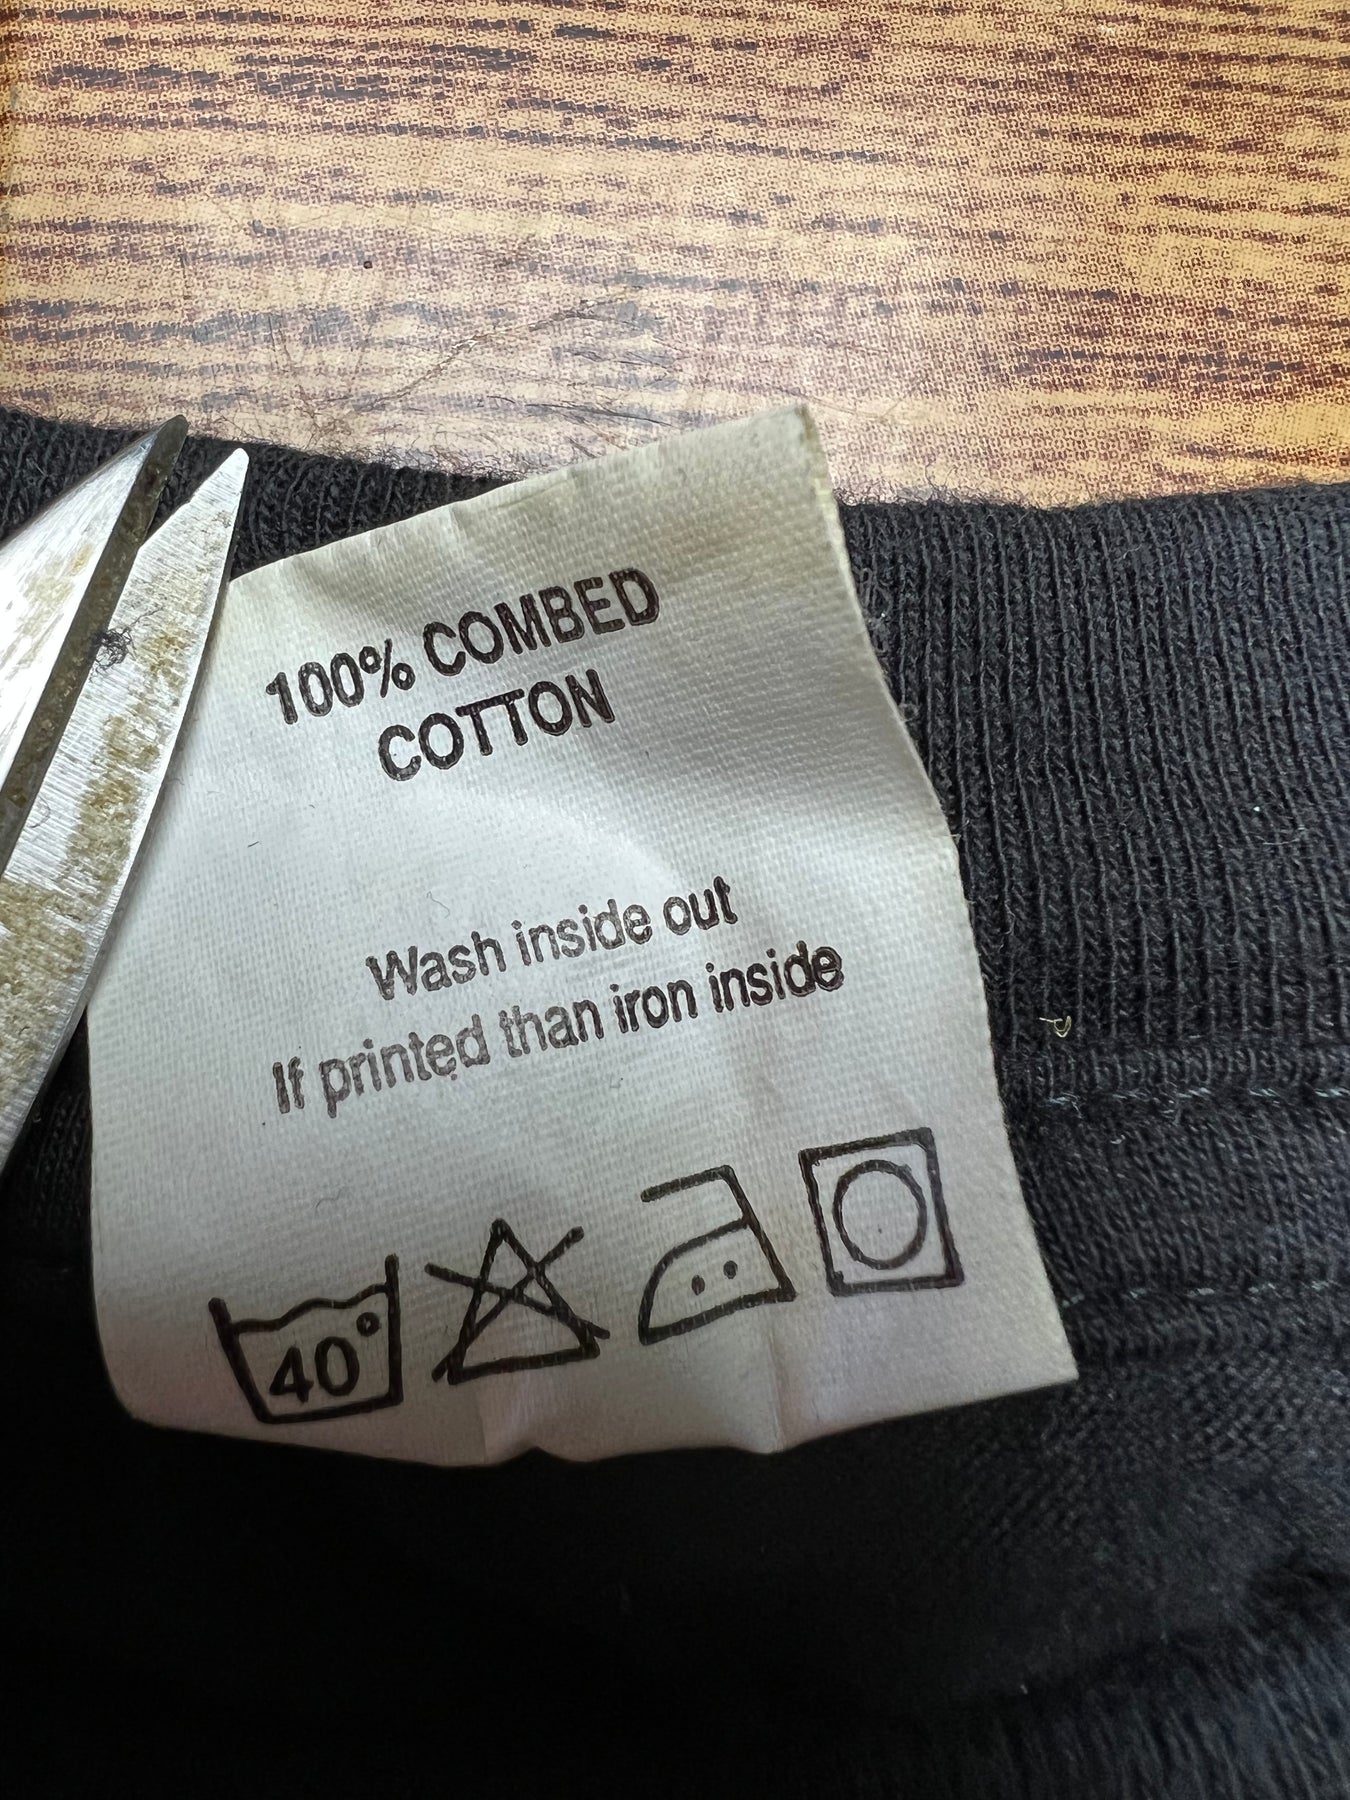 100% COMBED
COTTON
Wash inside out
If printed than iron inside
40°